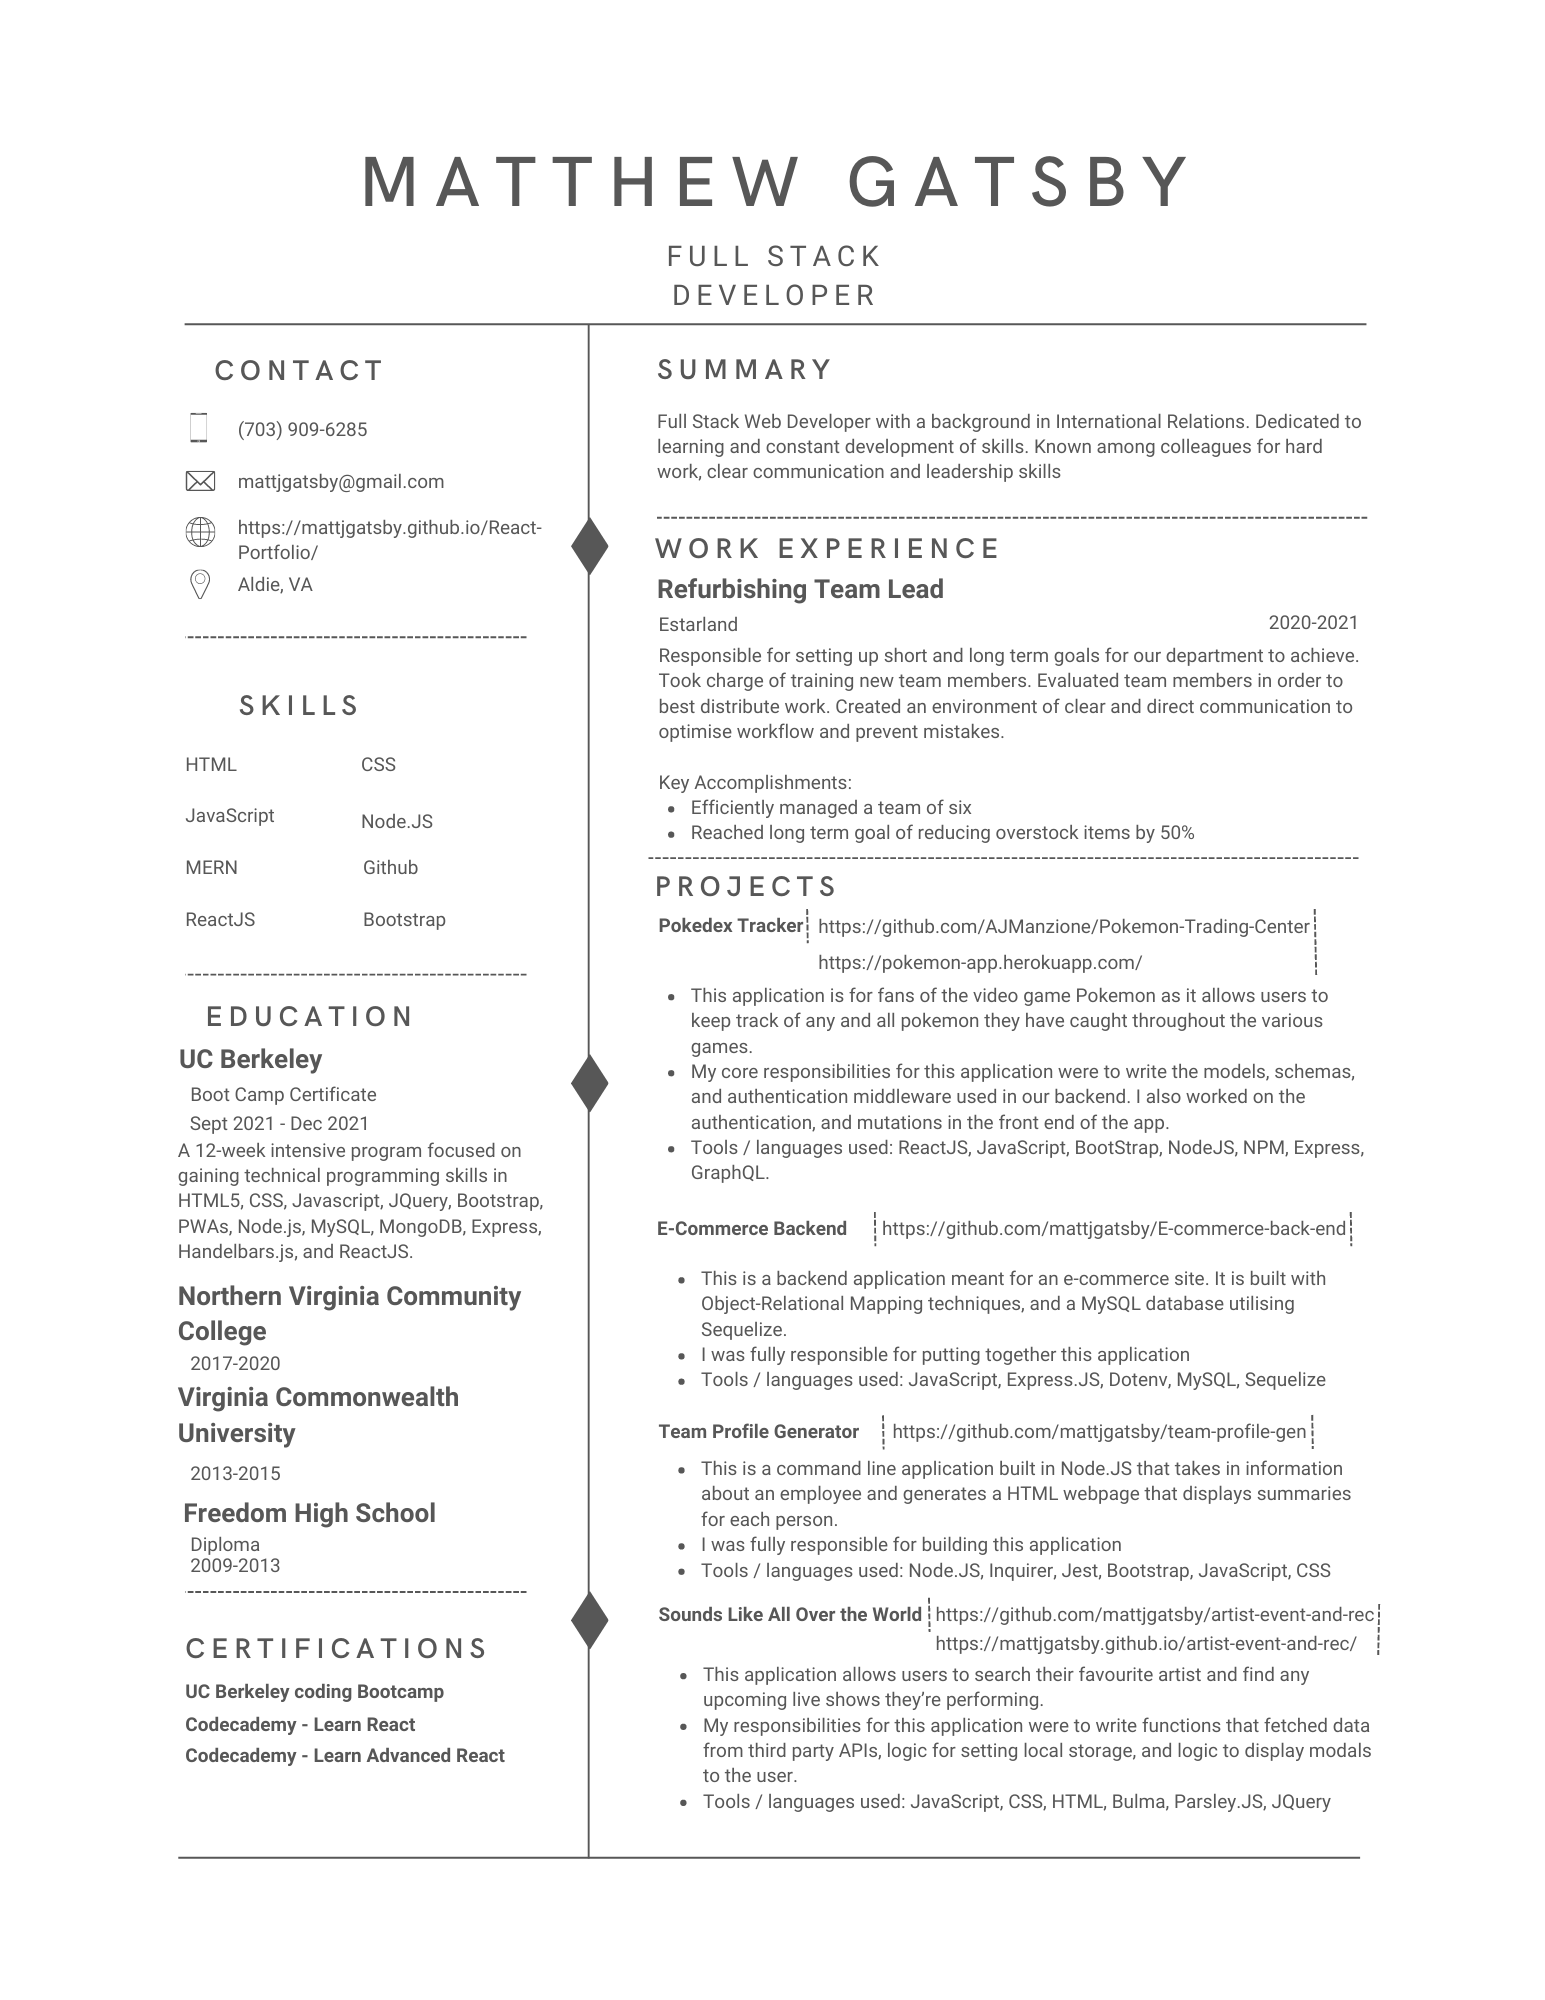 MATTHEW GATSBY
FULL STACK
DEVELOPER
CONTACT
(703) 909-6285
mattjgatsby@gmail.com
https://mattjgatsby.github.io/React-
Portfolio/
Aldie, VA
SKILLS
HTML CSS
JavaScript Node.JS
MERN Github
ReactJS Bootstrap
EDUCATION
UC Berkeley
Boot Camp Certificate
Sept 2021 - Dec 2021
A 12-week intensive program focused on
gaining technical programming skills in
HTML5, CSS, Javascript, JQuery, Bootstrap,
PWAs, Node.js, MySQL, MongoDB, Express,
Handelbars.js, and ReactJS.
Northern Virginia Community
College
2017-2020
Virginia Commonwealth
University
2013-2015
Freedom High School
Diploma
2009-2013
CERTIFICATIONS
UC Berkeley coding Bootcamp
Codecademy - Learn React
Codecademy - Learn Advanced React
SUMMARY
Full Stack Web Developer with a background in International Relations. Dedicated to
learning and constant development of skills. Known among colleagues for hard
work, clear communication and leadership skills
WORK EXPERIENCE
Refurbishing Team Lead
Estarland 2020-2021
Responsible for setting up short and long term goals for our department to achieve.
Took charge of training new team members. Evaluated team members in order to
best distribute work. Created an environment of clear and direct communication to
optimise workflow and prevent mistakes.
Key Accomplishments:
• Efficiently managed a team of six
• Reached long term goal of reducing overstock items by 50%
PROJECTS
Pokedex Tracker https://github.com/AJManzione/Pokemon-Trading-Center
https://pokemon-app.herokuapp.com/
• This application is for fans of the video game Pokemon as it allows users to
keep track of any and all pokemon they have caught throughout the various
games.
• My core responsibilities for this application were to write the models, schemas,
and authentication middleware used in our backend. I also worked on the
authentication, and mutations in the front end of the app.
• Tools / languages used: ReactJS, JavaScript, BootStrap, NodeJS, NPM, Express,
GraphQL.
E-Commerce Backend https://github.com/mattjgatsby/E-commerce-back-end
• This is a backend application meant for an e-commerce site. It is built with
Object-Relational Mapping techniques, and a MySQL database utilising
Sequelize.
• I was fully responsible for putting together this application
• Tools / languages used: JavaScript, Express.JS, Dotenv, MySQL, Sequelize
Team Profile Generator https://github.com/mattjgatsby/team-profile-gen
• This is a command line application built in Node.JS that takes in information
about an employee and generates a HTML webpage that displays summaries
for each person.
• I was fully responsible for building this application
• Tools / languages used: Node.JS, Inquirer, Jest, Bootstrap, JavaScript, CSS
Sounds Like All Over the World https://github.com/mattjgatsby/artist-event-and-rec
https://mattjgatsby.github.io/artist-event-and-rec/
• This application allows users to search their favourite artist and find any
upcoming live shows they’re performing.
• My responsibilities for this application were to write functions that fetched data
from third party APIs, logic for setting local storage, and logic to display modals
to the user.
• Tools / languages used: JavaScript, CSS, HTML, Bulma, Parsley.JS, JQuery